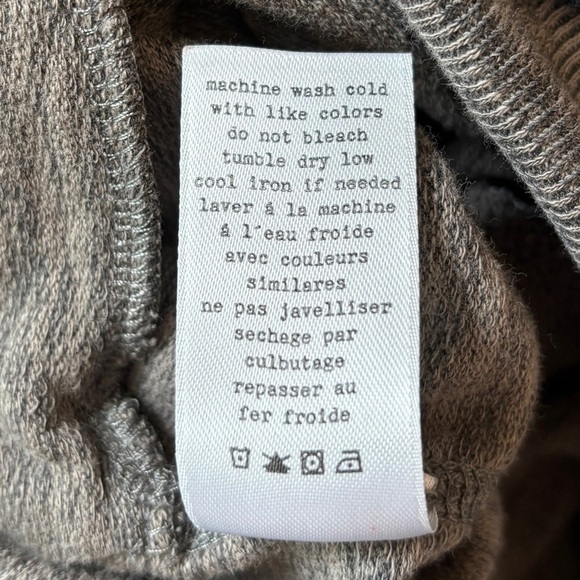 machine wash cold
with like colors
do not bleach
tumble dry low
cool iron if needed
laver á la machine
á l´eau froide
avec couleurs
similares
ne pas javelliser
sechage par
culbutage
repasser au
fer froide